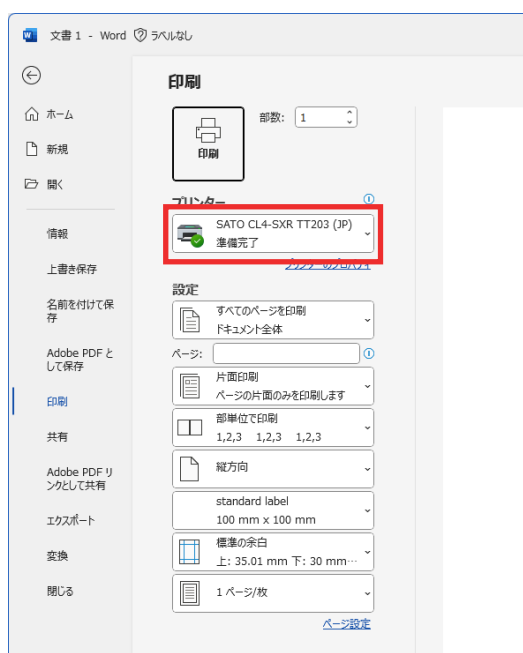 文書 1 - Word ラベルなし
印刷
ホーム
新規
開く
情報
上書き保存
名前を付けて保
存
Adobe PDF と
して保存
印刷
共有
Adobe PDF リ
ンクとして共有
エクスポート
変換
閉じる
印刷
部数: 1
プリンター
SATO CL4-SXR TT203 (JP)
準備完了
プリンターのプロパティ
設定
すべてのページを印刷
ドキュメント全体
ページ:
片面印刷
ページの片面のみを印刷します
部単位で印刷
1,2,3 1,2,3 1,2,3
縦方向
standard label
100 mm x 100 mm
標準の余白
上: 35.01 mm 下: 30 mm…
1 ページ/枚
ページ設定